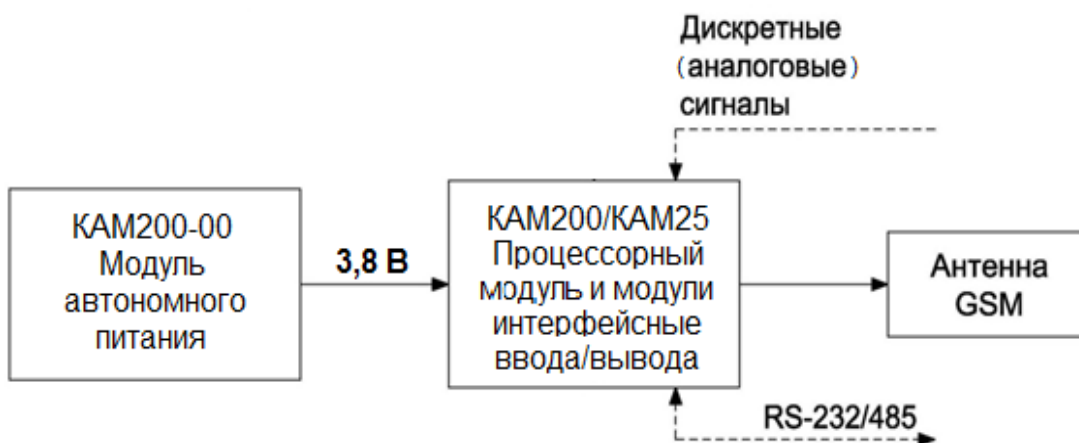 Дискретные
(аналоговые)
сигналы
КАМ200-00
Модуль
автономного
питания
3,8 В
КАМ200/КАМ25
Процессорный
модуль и модули
интерфейсные
ввода/вывода
Антенна
GSM
RS-232/485